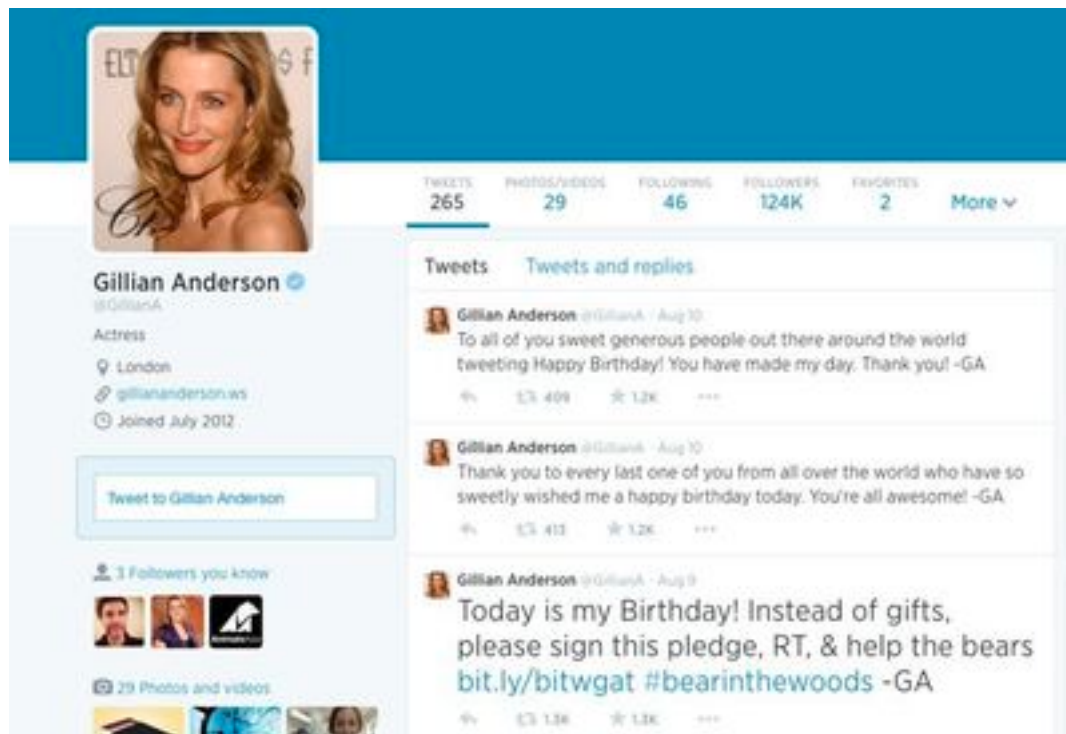 TWEETS
265
PHOTOS/VIDEOS
29
FOLLOWING
46
FOLLOWERS
124K
FAVORITES
2
More
Gillian Anderson
@GillianA
Actress
London
gilliananderson.ws
Joined July 2012
Tweet to Gillian Anderson
3 Followers you know
29 Photos and videos
Tweets Tweets and replies
Gillian Anderson @GillianA · Aug 10
To all of you sweet generous people out there around the world
tweeting Happy Birthday! You have made my day. Thank you! -GA
409 1.2K
Gillian Anderson @GillianA · Aug 10
Thank you to every last one of you from all over the world who have so
sweetly wished me a happy birthday today. You're all awesome! -GA
413 1.2K
Gillian Anderson @GillianA · Aug 9
Today is my Birthday! Instead of gifts,
please sign this pledge, RT, & help the bears
bit.ly/bitwgat #bearinthewoods -GA
1.3K 1.3K